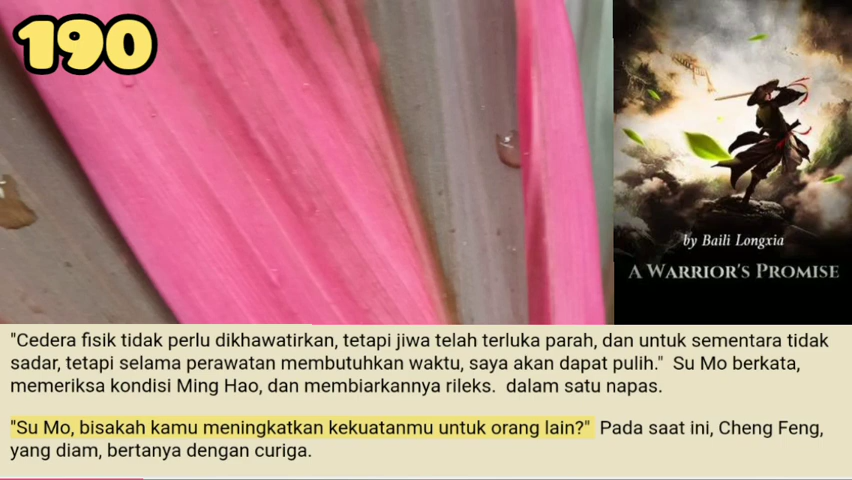 190
by Baili Longxia
A WARRIOR'S PROMISE
"Cedera fisik tidak perlu dikhawatirkan, tetapi jiwa telah terluka parah, dan untuk sementara tidak
sadar, tetapi selama perawatan membutuhkan waktu, saya akan dapat pulih." Su Mo berkata,
memeriksa kondisi Ming Hao, dan membiarkannya rileks. dalam satu napas.
"Su Mo, bisakah kamu meningkatkan kekuatanmu untuk orang lain?" Pada saat ini, Cheng Feng,
yang diam, bertanya dengan curiga.